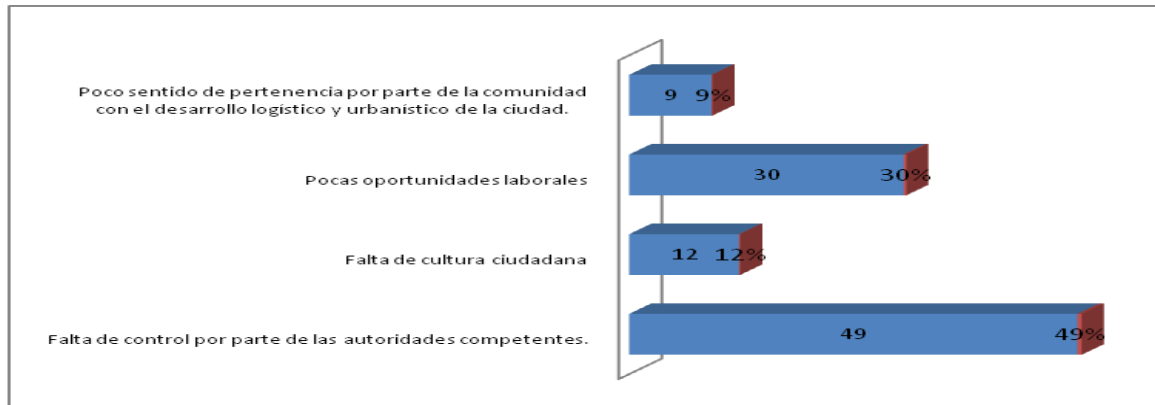 Poco sentido de pertenencia por parte de la comunidad
con el desarrollo logístico y urbanístico de la ciudad.
9 9%
Pocas oportunidades laborales
30 30%
Falta de cultura ciudadana
12 12%
Falta de control por parte de las autoridades competentes.
49 49%